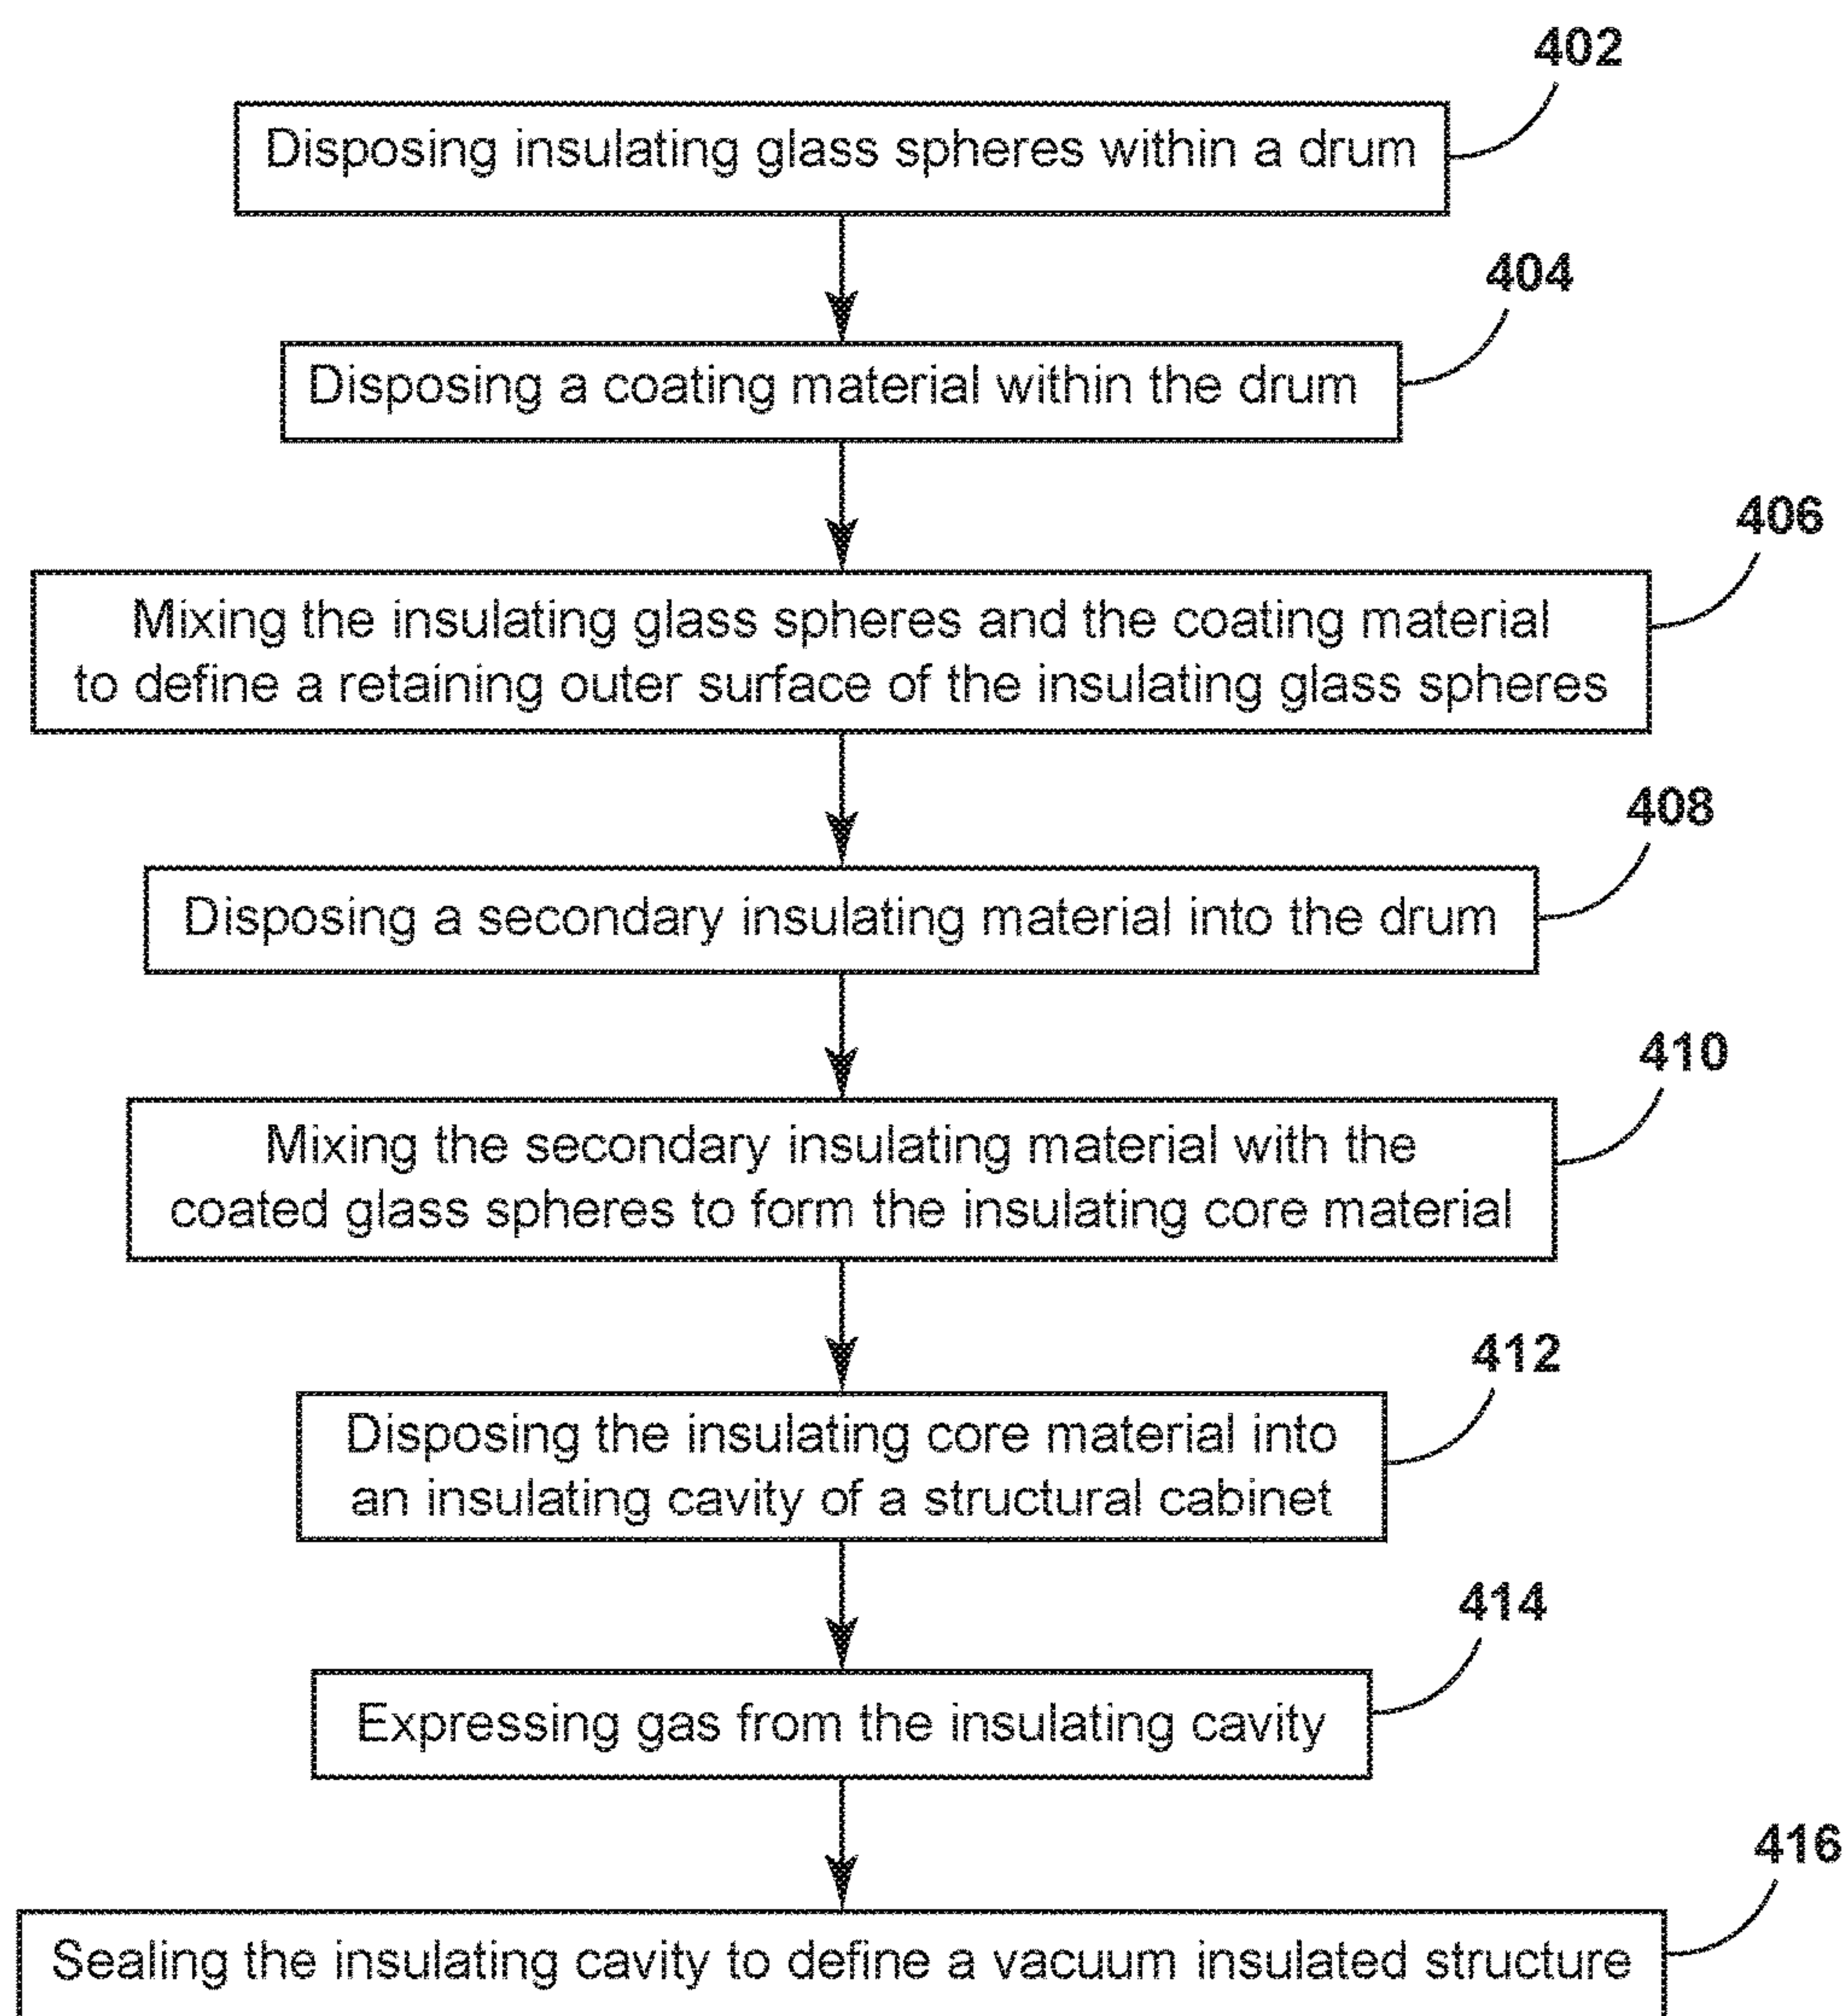 402
Disposing insulating glass spheres within a drum
404
Disposing a coating material within the drum
406
Mixing the insulating glass spheres and the coating material
to define a retaining outer surface of the insulating glass spheres
408
Disposing a secondary insulating material into the drum
410
Mixing the secondary insulating material with the
coated glass spheres to form the insulating core material
412
Disposing the insulating core material into
an insulating cavity of a structural cabinet
414
Expressing gas from the insulating cavity
416
Sealing the insulating cavity to define a vacuum insulated structure